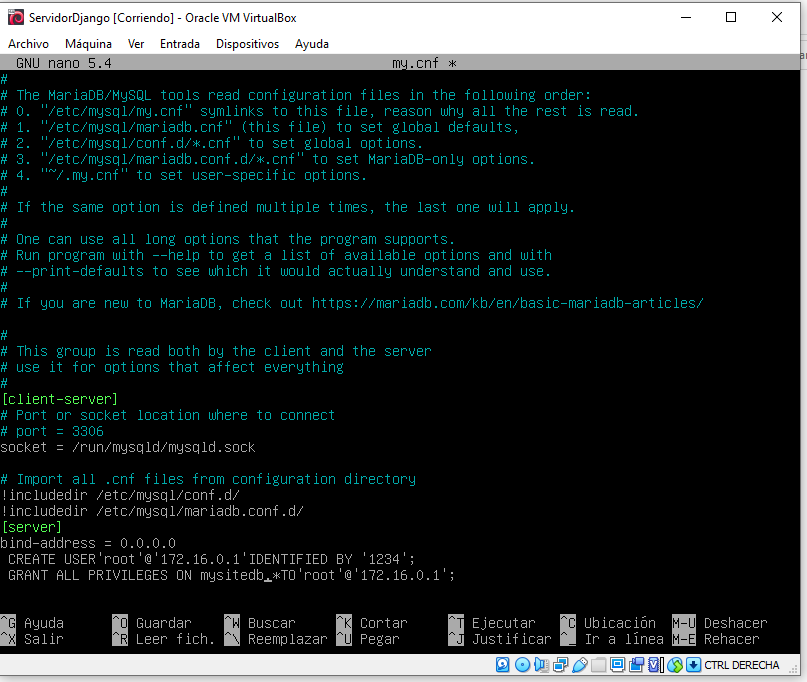 ServidorDjango [Corriendo] - Oracle VM VirtualBox
Archivo Máquina Ver Entrada Dispositivos Ayuda
GNU nano 5.4 my.cnf *
#
# The MariaDB/MySQL tools read configuration files in the following order:
# 0. "/etc/mysql/my.cnf" symlinks to this file, reason why all the rest is read.
# 1. "/etc/mysql/mariadb.cnf" (this file) to set global defaults,
# 2. "/etc/mysql/conf.d/*.cnf" to set global options.
# 3. "/etc/mysql/mariadb.conf.d/*.cnf" to set MariaDB-only options.
# 4. "~/.my.cnf" to set user-specific options.
#
# If the same option is defined multiple times, the last one will apply.
#
# One can use all long options that the program supports.
# Run program with --help to get a list of available options and with
# --print-defaults to see which it would actually understand and use.
#
# If you are new to MariaDB, check out https://mariadb.com/kb/en/basic-mariadb-articles/
#
# This group is read both by the client and the server
# use it for options that affect everything
#
[client-server]
# Port or socket location where to connect
# port = 3306
socket = /run/mysqld/mysqld.sock
# Import all .cnf files from configuration directory
!includedir /etc/mysql/conf.d/
!includedir /etc/mysql/mariadb.conf.d/
[server]
bind-address = 0.0.0.0
CREATE USER'root'@'172.16.0.1'IDENTIFIED BY '1234';
GRANT ALL PRIVILEGES ON mysitedb.*TO'root'@'172.16.0.1';
^G Ayuda ^O Guardar ^W Buscar ^K Cortar ^T Ejecutar ^C Ubicación M-U Deshacer
^X Salir ^R Leer fich. ^\ Reemplazar ^U Pegar ^J Justificar ^_ Ir a línea M-E Rehacer
CTRL DERECHA